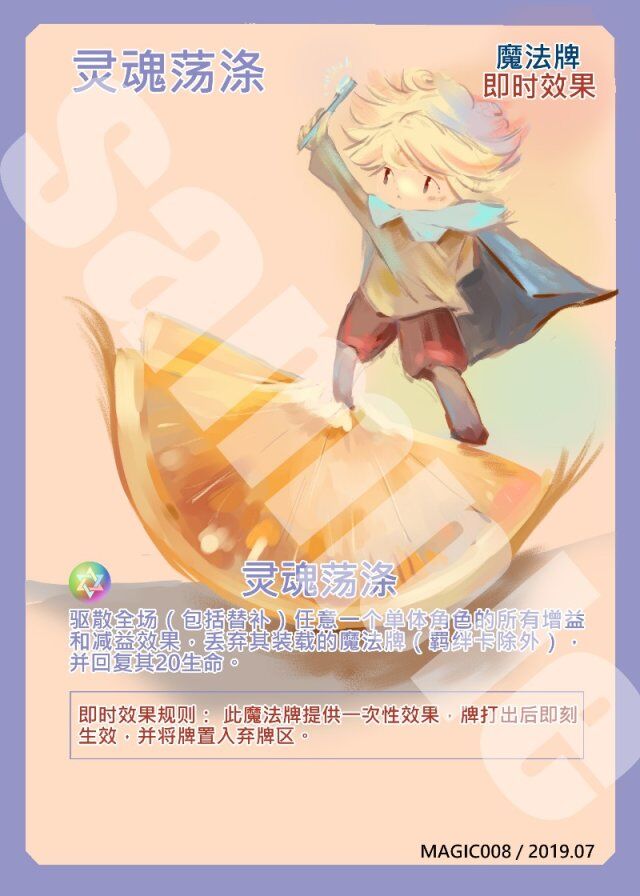 灵魂荡涤
魔法牌
即时效果
Sample
灵魂荡涤
驱散全场（包括替补）任意一个单体角色的所有增益
和减益效果，丢弃其装载的魔法牌（羁绊卡除外），
并回复其20生命。
即时效果规则： 此魔法牌提供一次性效果，牌打出后即刻
生效，并将牌置入弃牌区。
MAGIC008 / 2019.07